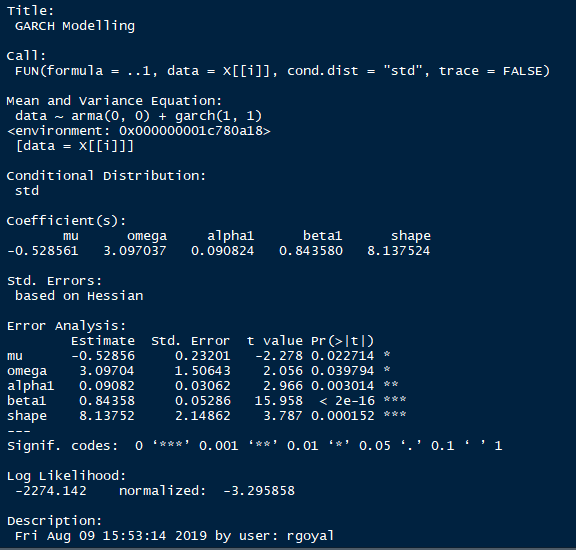 Title:
 GARCH Modelling
Call:
 FUN(formula = ..1, data = X[[i]], cond.dist = "std", trace = FALSE)
Mean and Variance Equation:
 data ~ arma(0, 0) + garch(1, 1)
<environment: 0x000000001c780a18>
 [data = X[[i]]]
Conditional Distribution:
 std
Coefficient(s):
       mu      omega     alpha1      beta1      shape
-0.528561   3.097037   0.090824   0.843580   8.137524
Std. Errors:
 based on Hessian
Error Analysis:
        Estimate  Std. Error  t value Pr(>|t|)
mu      -0.52856     0.23201   -2.278 0.022714 *
omega    3.09704     1.50643    2.056 0.039794 *
alpha1   0.09082     0.03062    2.966 0.003014 **
beta1    0.84358     0.05286   15.958  < 2e-16 ***
shape    8.13752     2.14862    3.787 0.000152 ***
---
Signif. codes:  0 ‘***’ 0.001 ‘**’ 0.01 ‘*’ 0.05 ‘.’ 0.1 ‘ ’ 1
Log Likelihood:
 -2274.142    normalized:  -3.295858
Description:
 Fri Aug 09 15:53:14 2019 by user: rgoyal